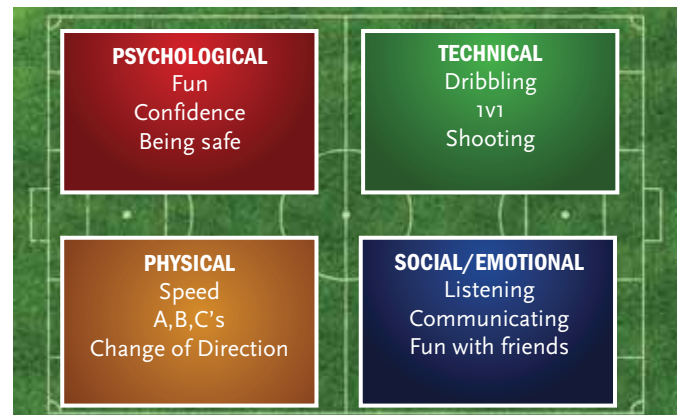 PSYCHOLOGICAL
Fun
Confidence
Being safe
TECHNICAL
Dribbling
1v1
Shooting
PHYSICAL
Speed
A,B,C's
Change of Direction
SOCIAL/EMOTIONAL
Listening
Communicating
Fun with friends